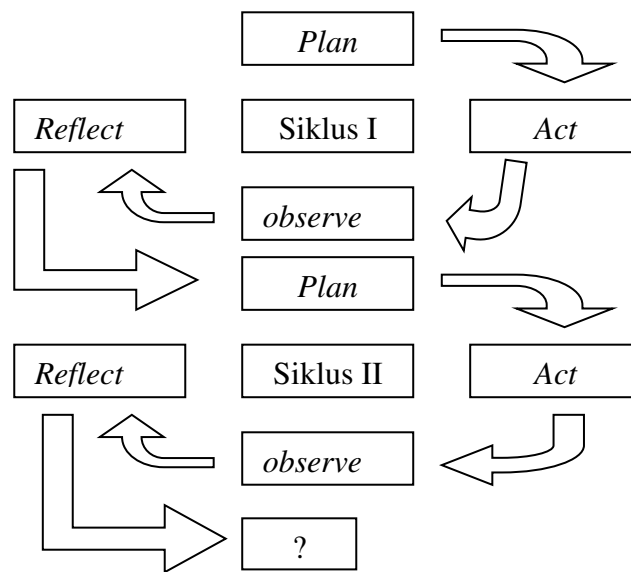 Plan
Reflect
Siklus I
Act
observe
Plan
Reflect
Siklus II
Act
observe
?